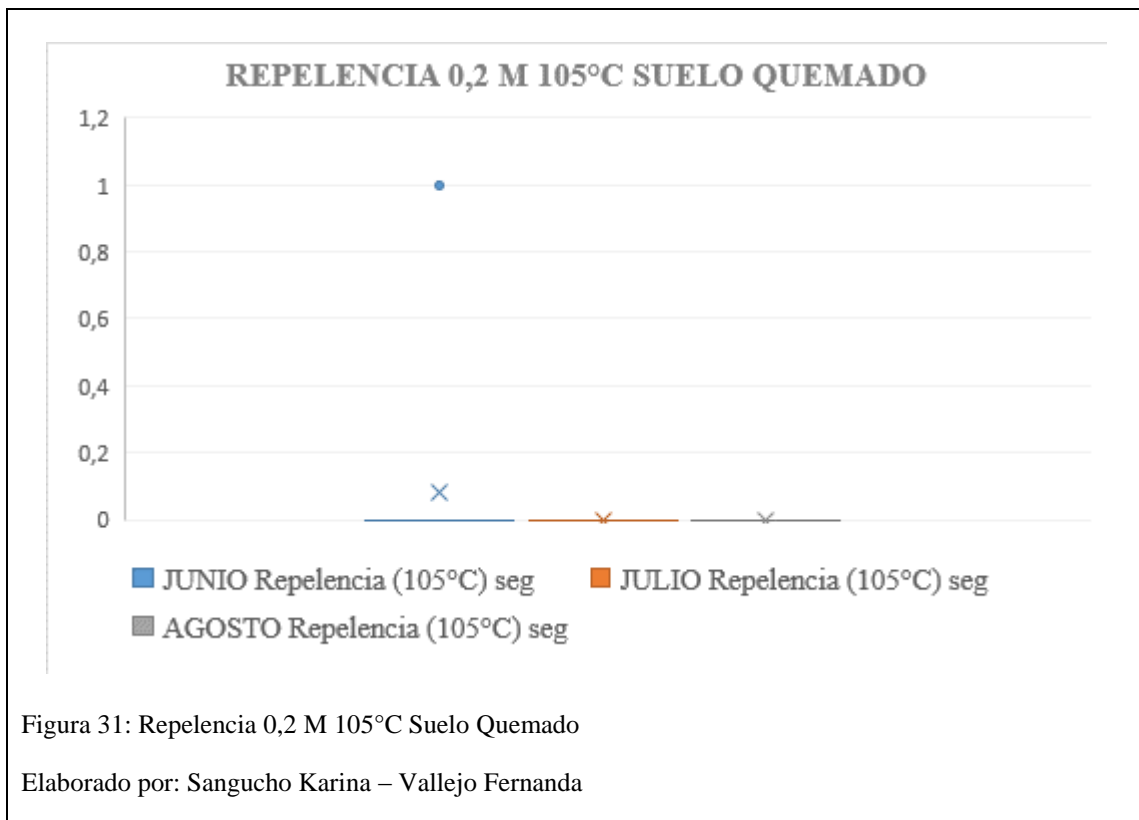 REPELENCIA 0,2 M 105°C SUELO QUEMADO
1,2
1
0,8
0,6
0,4
0,2
0
JUNIO Repelencia (105°C) seg
JULIO Repelencia (105°C) seg
AGOSTO Repelencia (105°C) seg
Figura 31: Repelencia 0,2 M 105°C Suelo Quemado
Elaborado por: Sangucho Karina – Vallejo Fernanda